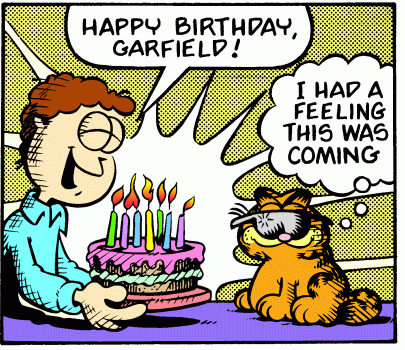 HAPPY BIRTHDAY,
GARFIELD!
I HAD A
FEELING
THIS WAS
COMING